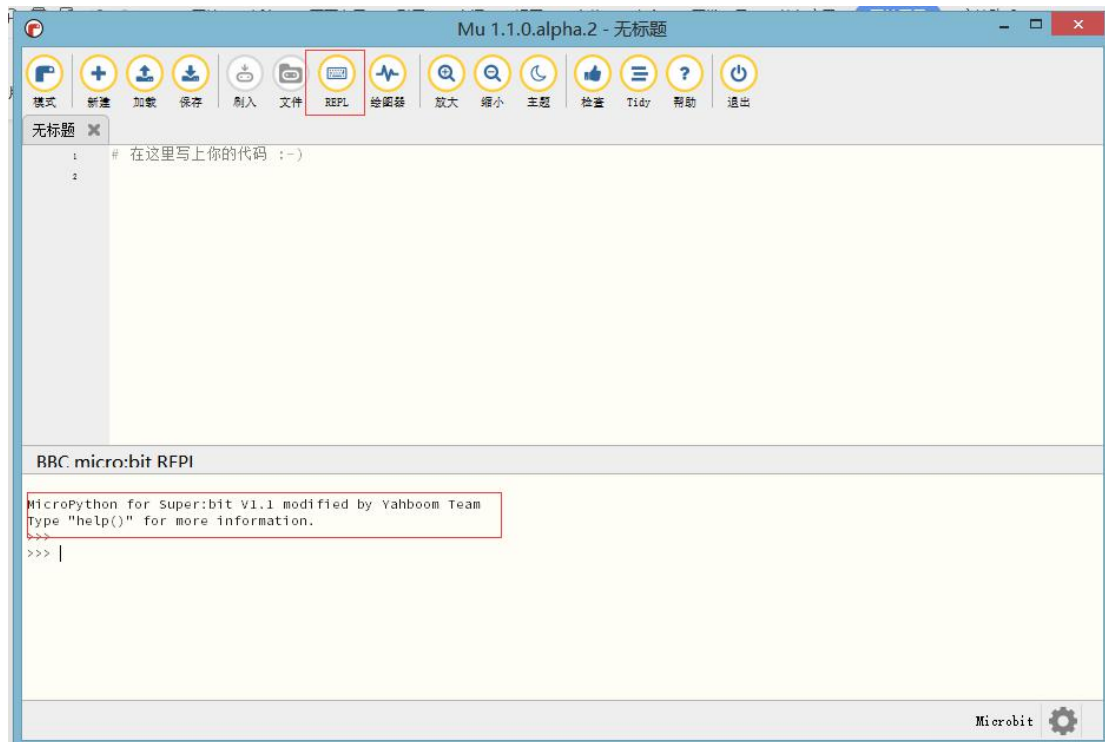 Mu 1.1.0.alpha.2 - 无标题
模式 新建 加载 保存 刷入 文件 REPL 绘图器 放大 缩小 主题 检查 Tidy 帮助 退出
无标题
1 # 在这里写上你的代码 :-)
2
BBC micro:bit REPL
MicroPython for Super:bit V1.1 modified by Yahboom Team
Type "help()" for more information.
>>>
>>>
Microbit